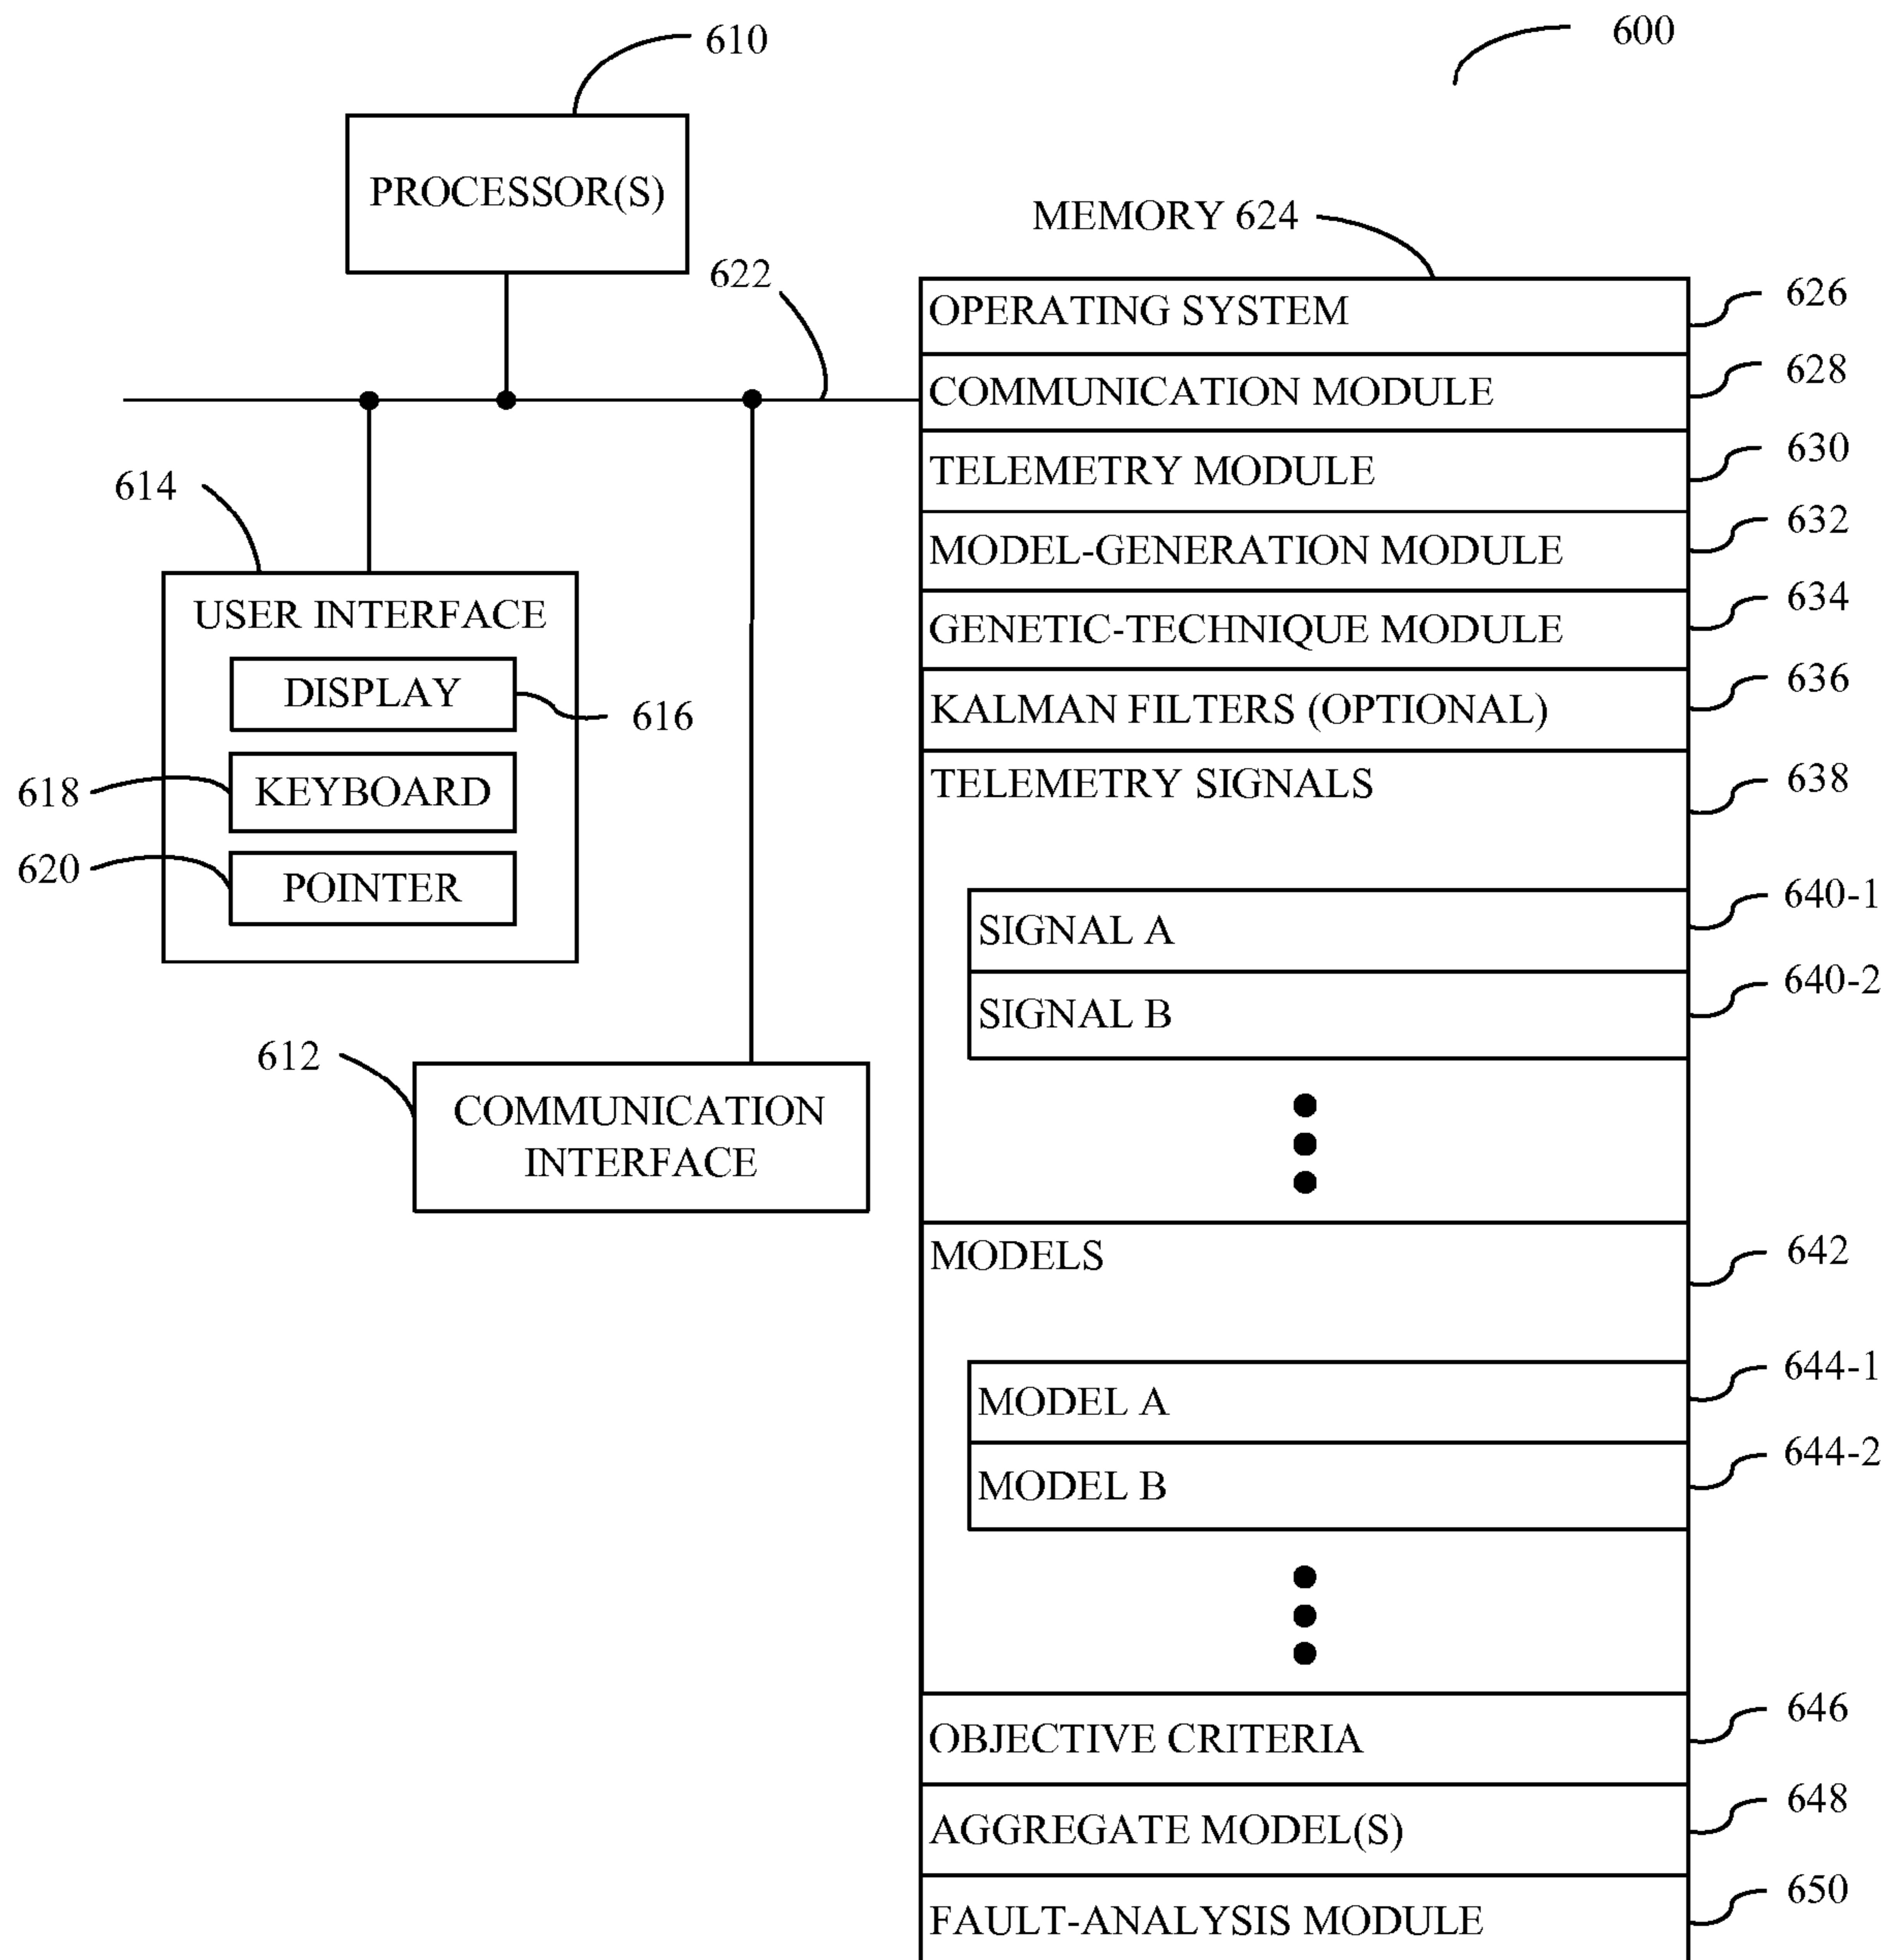 610
600
PROCESSOR(S)
MEMORY 624
622
OPERATING SYSTEM
626
COMMUNICATION MODULE
628
TELEMETRY MODULE
630
MODEL-GENERATION MODULE
632
GENETIC-TECHNIQUE MODULE
634
KALMAN FILTERS (OPTIONAL)
636
TELEMETRY SIGNALS
638
SIGNAL A
640-1
SIGNAL B
640-2
614
USER INTERFACE
DISPLAY
616
618
KEYBOARD
620
POINTER
612
COMMUNICATION
INTERFACE
MODELS
642
MODEL A
644-1
MODEL B
644-2
OBJECTIVE CRITERIA
646
AGGREGATE MODEL(S)
648
FAULT-ANALYSIS MODULE
650